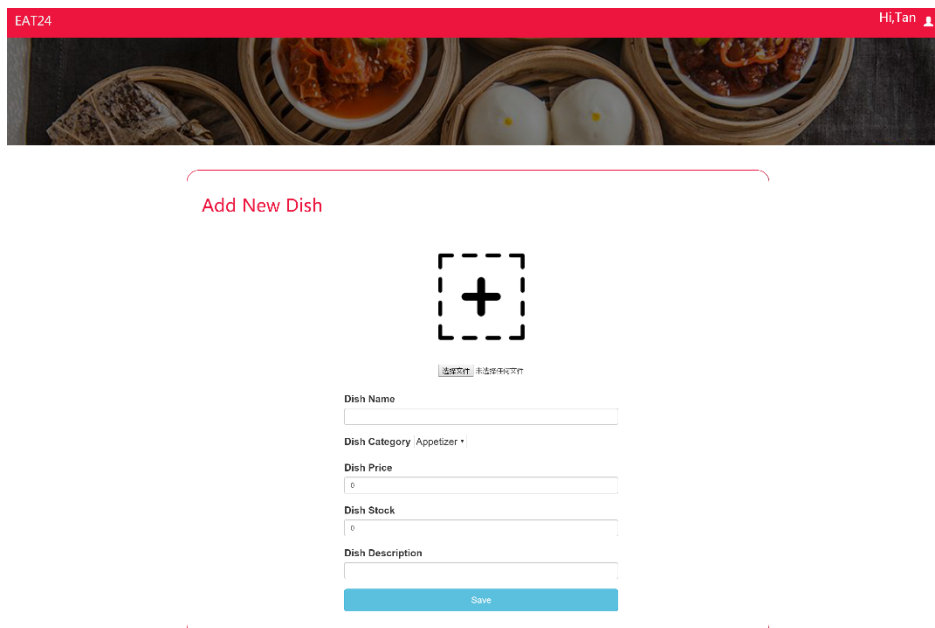 EAT24
Hi,Tan
Add New Dish
选择文件 未选择任何文件
Dish Name
Dish Category Appetizer
Dish Price
0
Dish Stock
0
Dish Description
Save